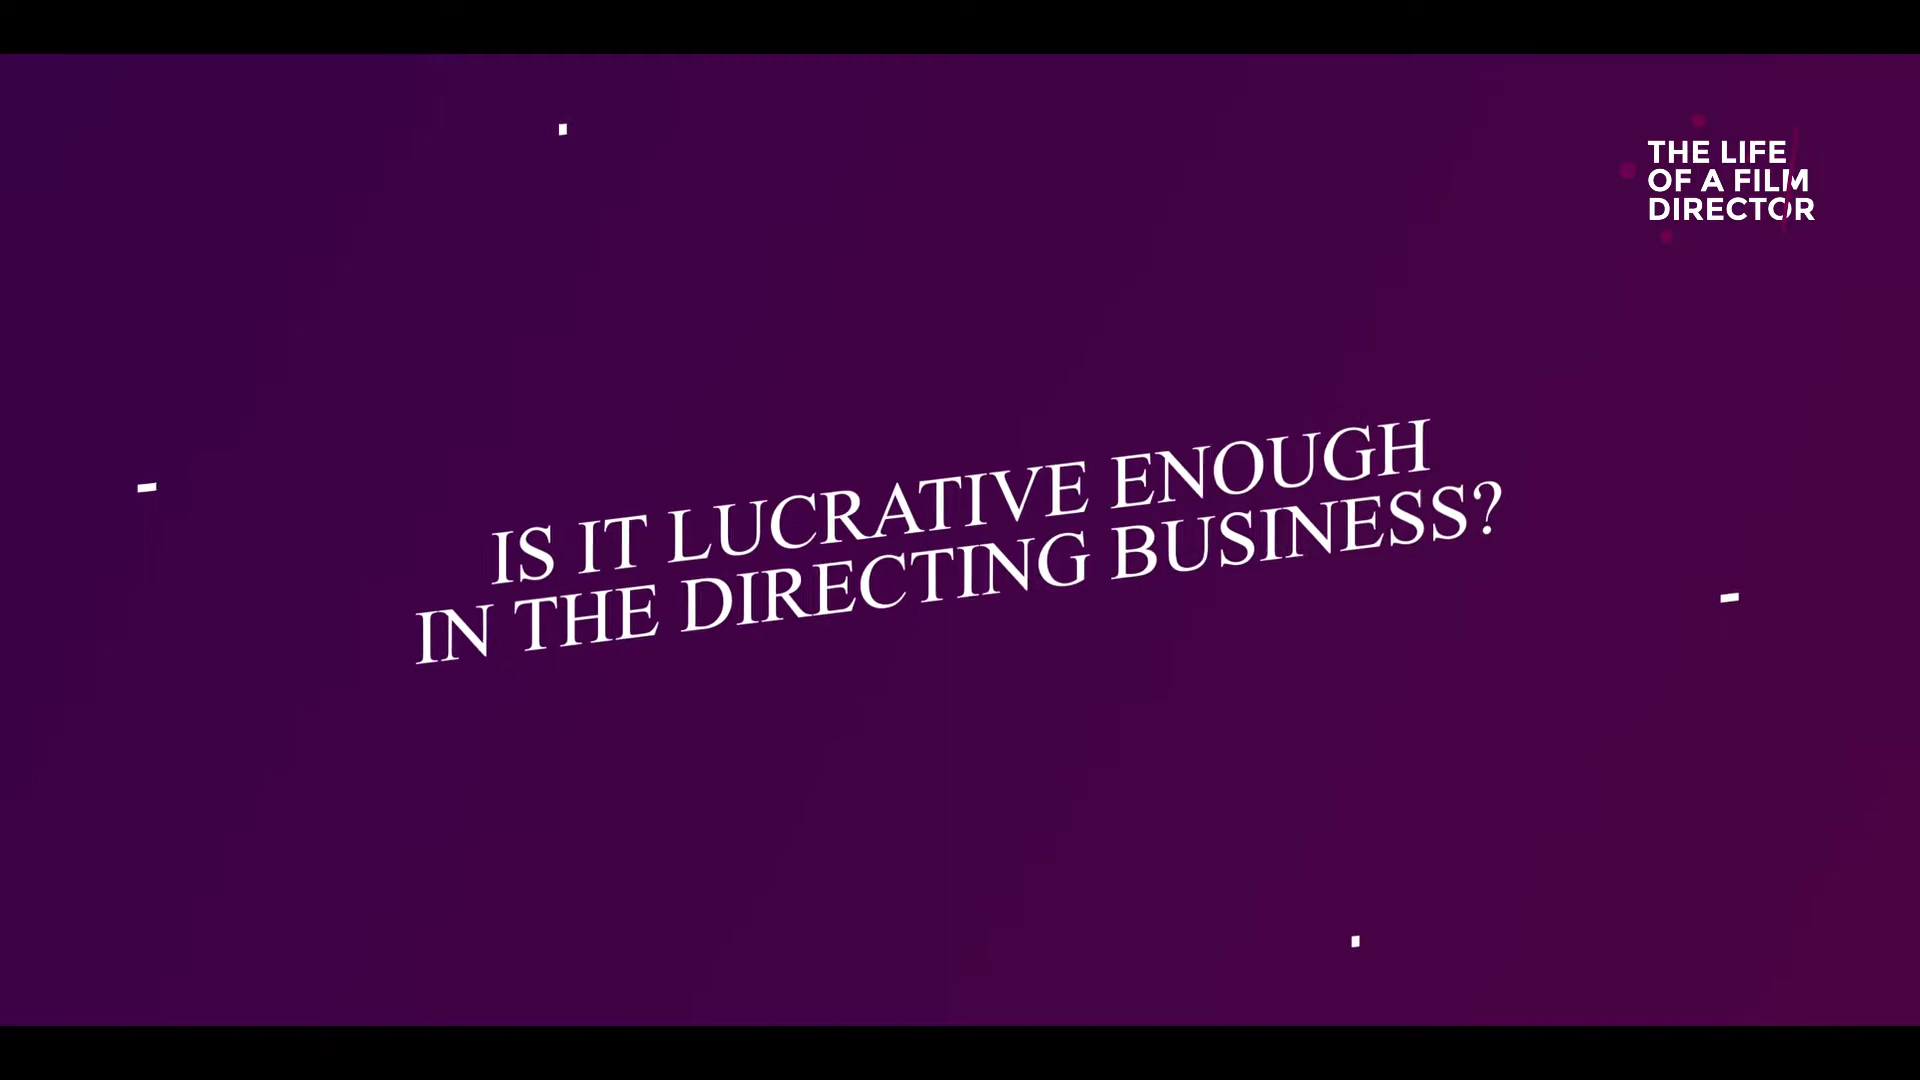 THE LIFE
OF A FILM
DIRECTOR
IS IT LUCRATIVE ENOUGH
IN THE DIRECTING BUSINESS?